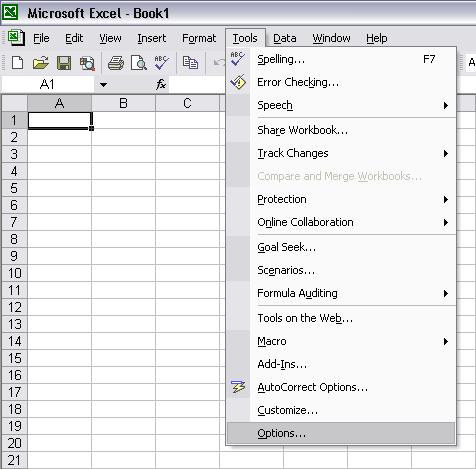 Microsoft Excel - Book1
File Edit View Insert Format Tools Data Window Help
Spelling... F7
A1 fx
Error Checking...
A B C
Speech
1
Share Workbook...
2
Track Changes
3
Compare and Merge Workbooks...
4
Protection
5
6
Online Collaboration
7
8
Goal Seek...
9
Scenarios...
10
Formula Auditing
11
12
Tools on the Web...
13
Macro
14
Add-Ins...
15
16
AutoCorrect Options...
17
Customize...
18
Options...
19
20
21